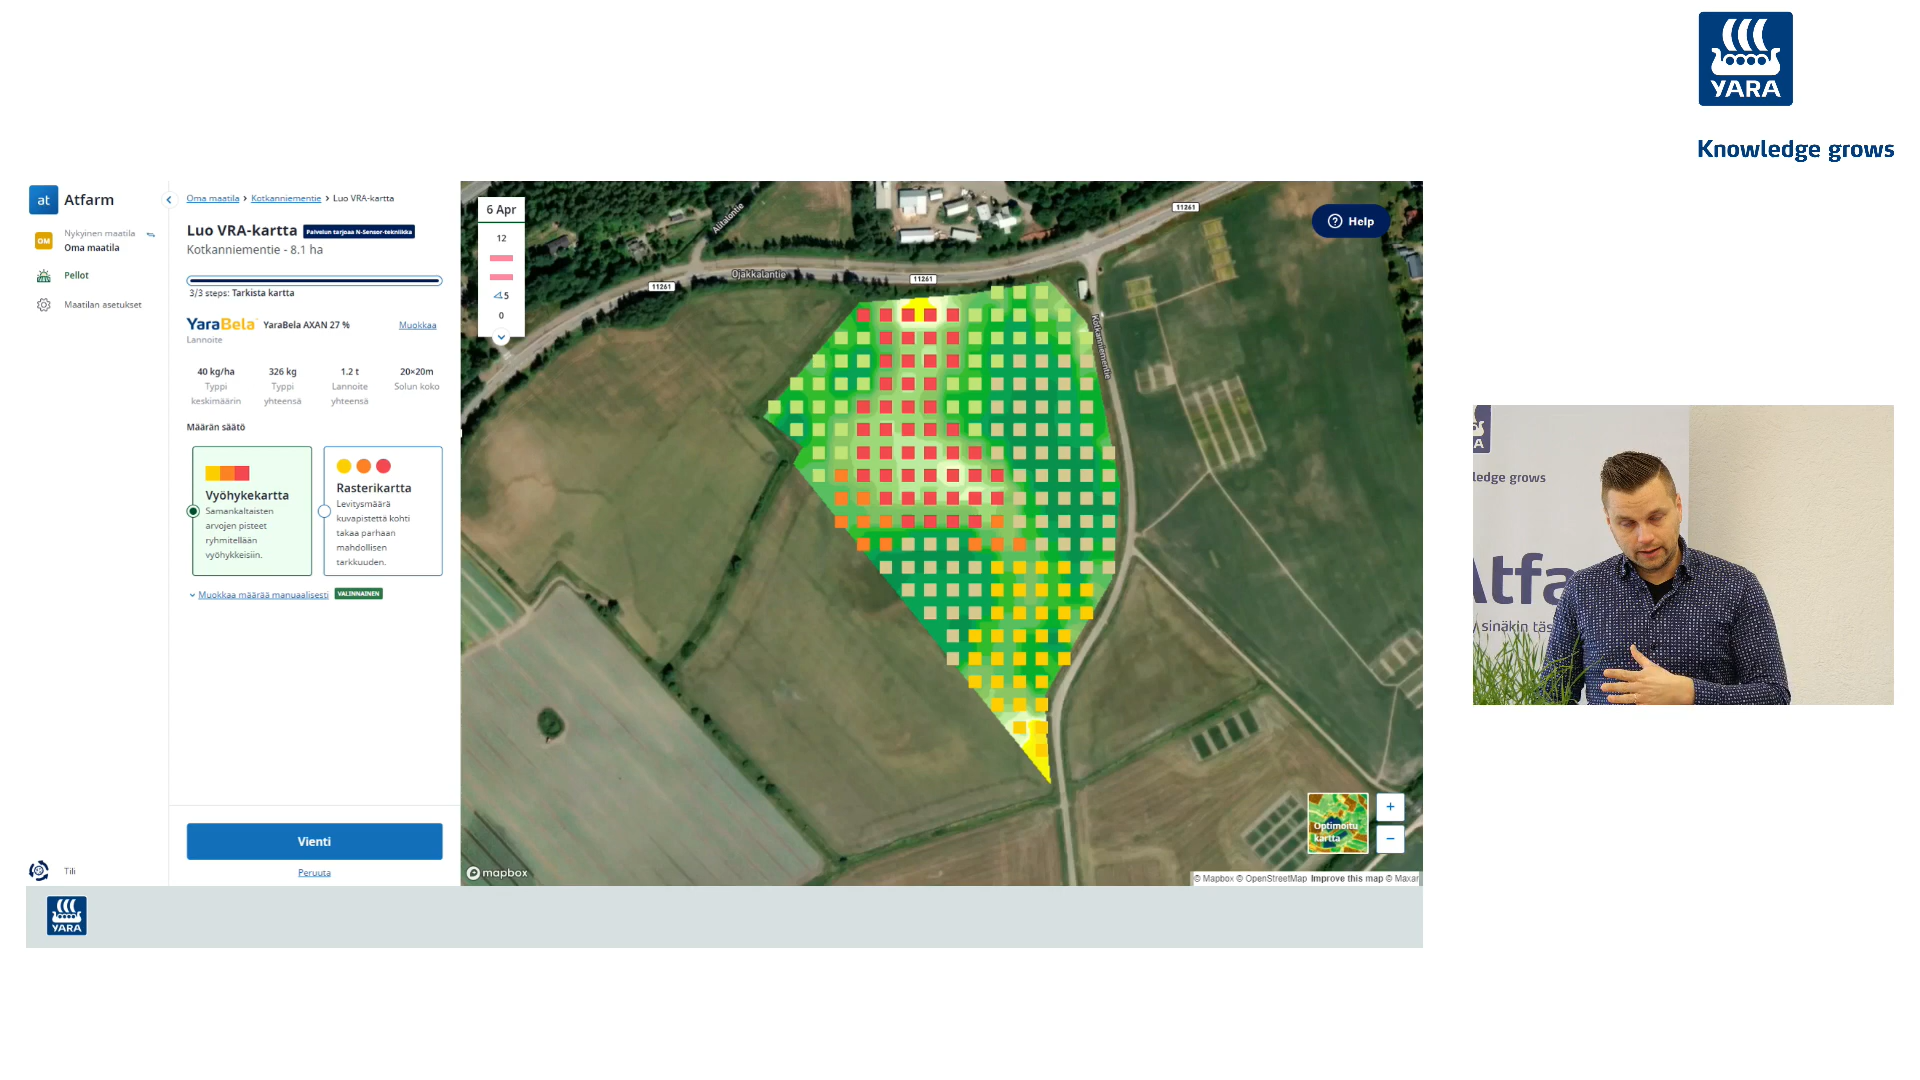 YARA
Knowledge grows
at Atfarm
OM Nykyinen maatila
Oma maatila
Pellot
Maatilan asetukset
Tili
Oma maatila > Kotkanniementie > Luo VRA-kartta
Luo VRA-kartta Palvelun tarjoaa N-Sensor-tekniikka
Kotkanniementie - 8.1 ha
3/3 steps: Tarkista kartta
YaraBela YaraBela AXAN 27 % Muokkaa
Lannoite
40 kg/ha 326 kg 1.2 t 20×20m
Typpi Typpi Lannoite Solun koko
keskimäärin yhteensä yhteensä
Määrän säätö
Vyöhykekartta
Samankaltaisten
arvojen pisteet
ryhmitellään
vyöhykkeisiin.
Rasterikartta
Levitysmäärä
kuvapistettä kohti
takaa parhaan
mahdollisen
tarkkuuden.
Muokkaa määrää manuaalisesti VALINNAINEN
Vienti
Peruuta
6 Apr
12
5
0
Alitalontie
Ojakkalantie
11261
11261
11261
Kotkanniementie
Help
Optimoitu
kartta
+
−
mapbox
© Mapbox © OpenStreetMap Improve this map © Maxar
YARA
A
ledge grows
Atfa
sinäkin täs